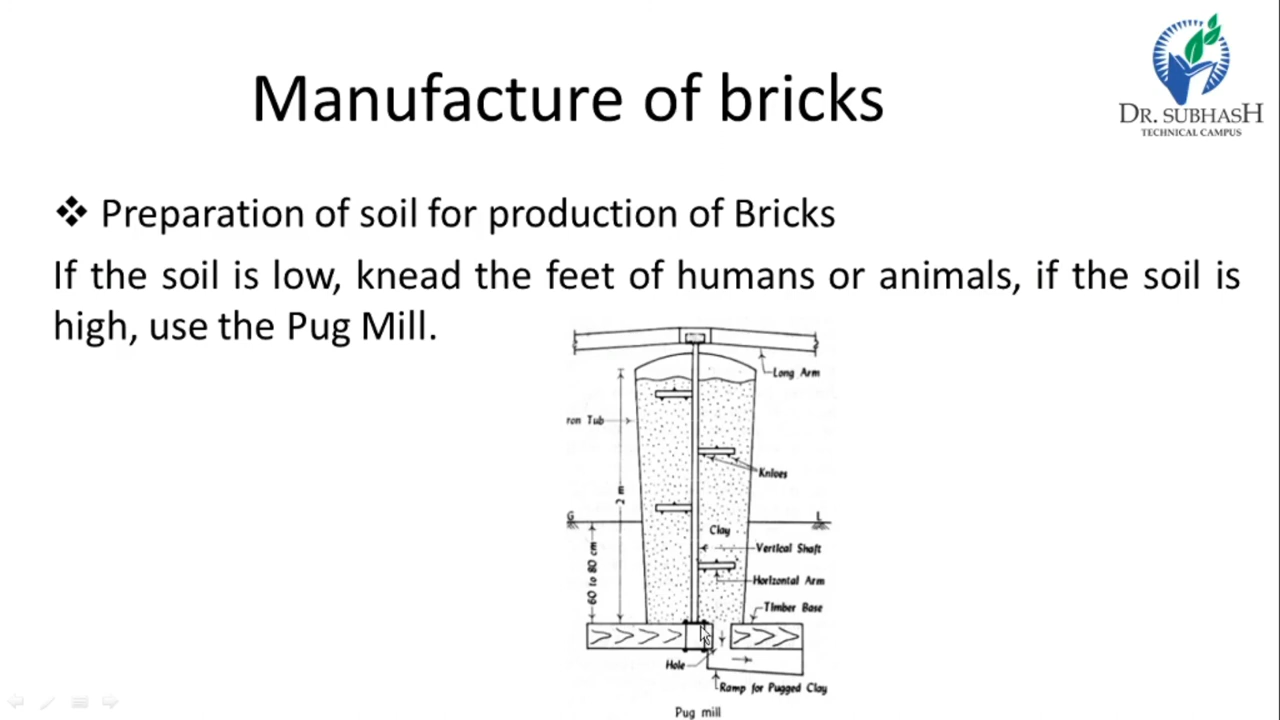 Manufacture of bricks
DR. SUBHASH
TECHNICAL CAMPUS
❖ Preparation of soil for production of Bricks
If the soil is low, knead the feet of humans or animals, if the soil is
high, use the Pug Mill.
Long Arm
ron Tub
Knives
2 m
G
L
Clay
Vertical Shaft
60 to 80 cm
Horizontal Arm
Timber Base
Hole
Ramp for Pugged Clay
Pug mill